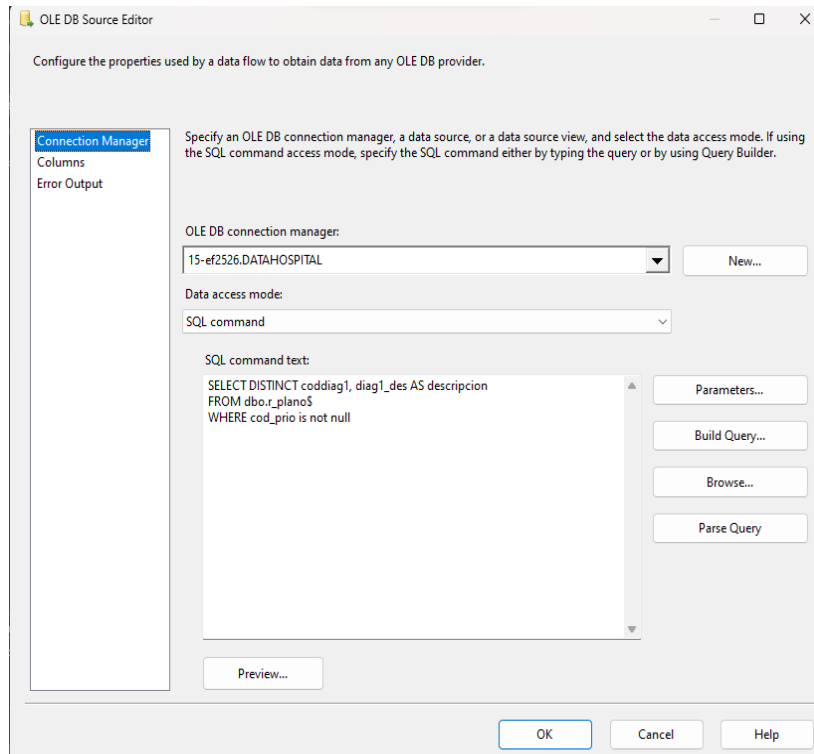 OLE DB Source Editor
Configure the properties used by a data flow to obtain data from any OLE DB provider.
Connection Manager
Columns
Error Output
Specify an OLE DB connection manager, a data source, or a data source view, and select the data access mode. If using
the SQL command access mode, specify the SQL command either by typing the query or by using Query Builder.
OLE DB connection manager:
15-ef2526.DATAHOSPITAL
New...
Data access mode:
SQL command
SQL command text:
SELECT DISTINCT coddiag1, diag1_des AS descripcion
FROM dbo.r_plano$
WHERE cod_prio is not null
Parameters...
Build Query...
Browse...
Parse Query
Preview...
OK
Cancel
Help